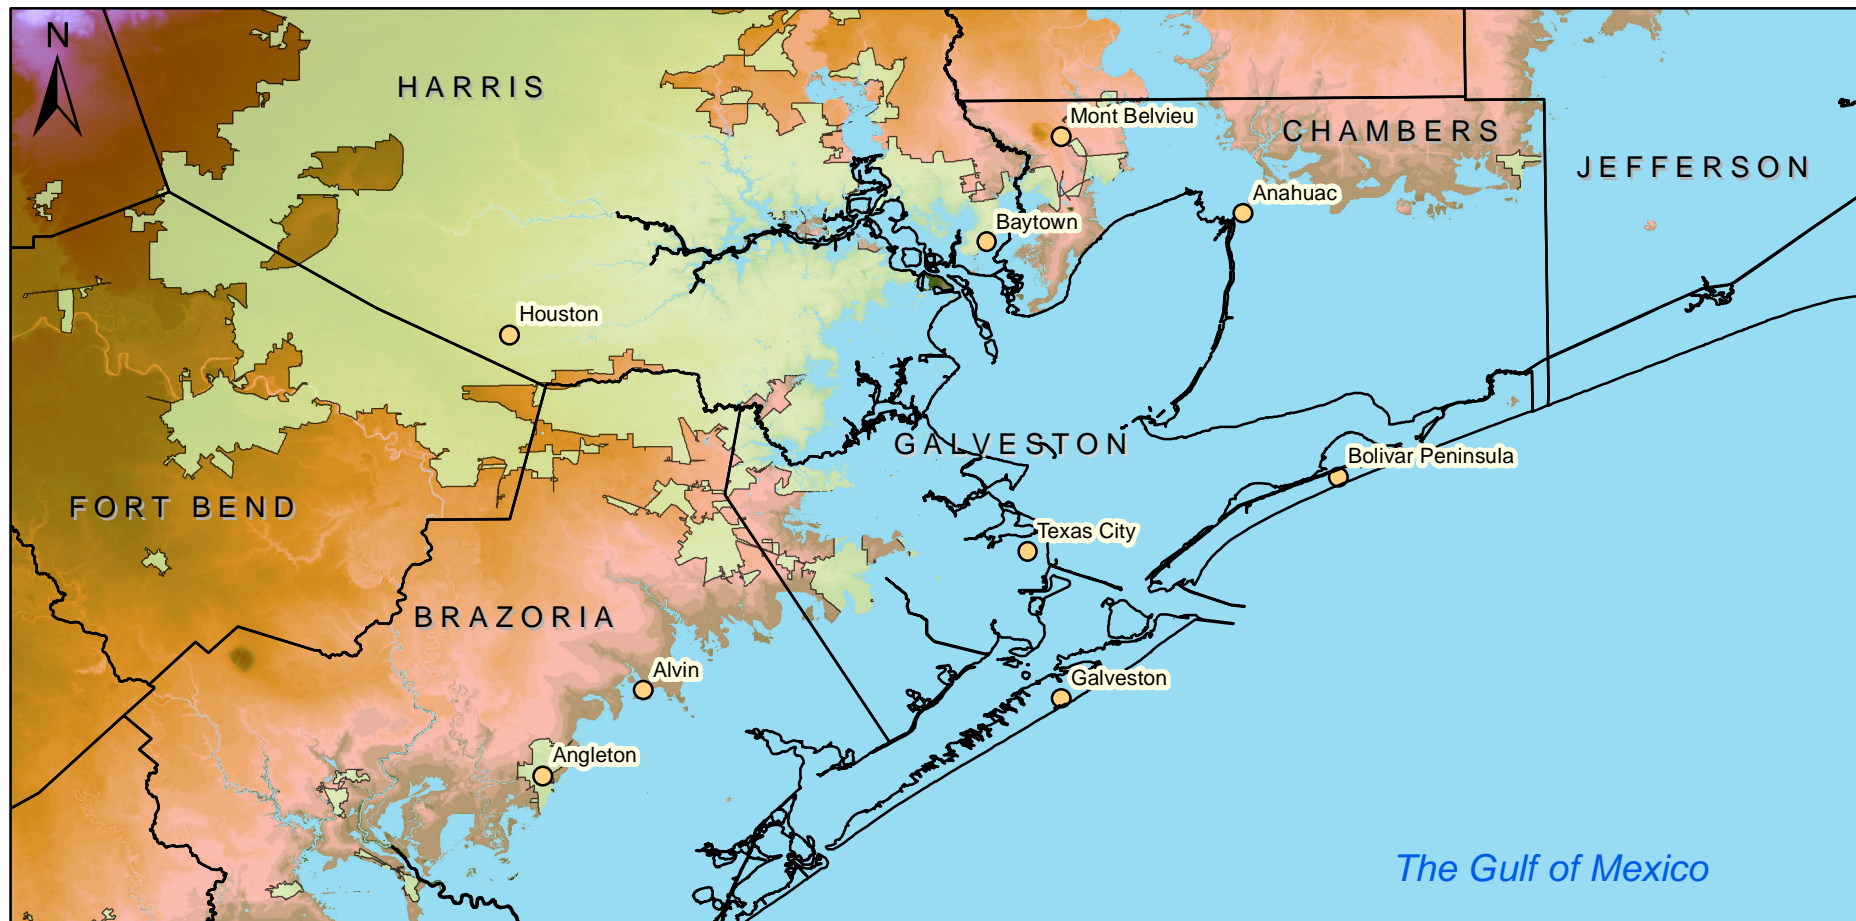 N
HARRIS
Mont Belvieu
CHAMBERS
JEFFERSON
Anahuac
Baytown
Houston
GALVESTON
Bolivar Peninsula
FORT BEND
Texas City
BRAZORIA
Alvin
Galveston
Angleton
The Gulf of Mexico